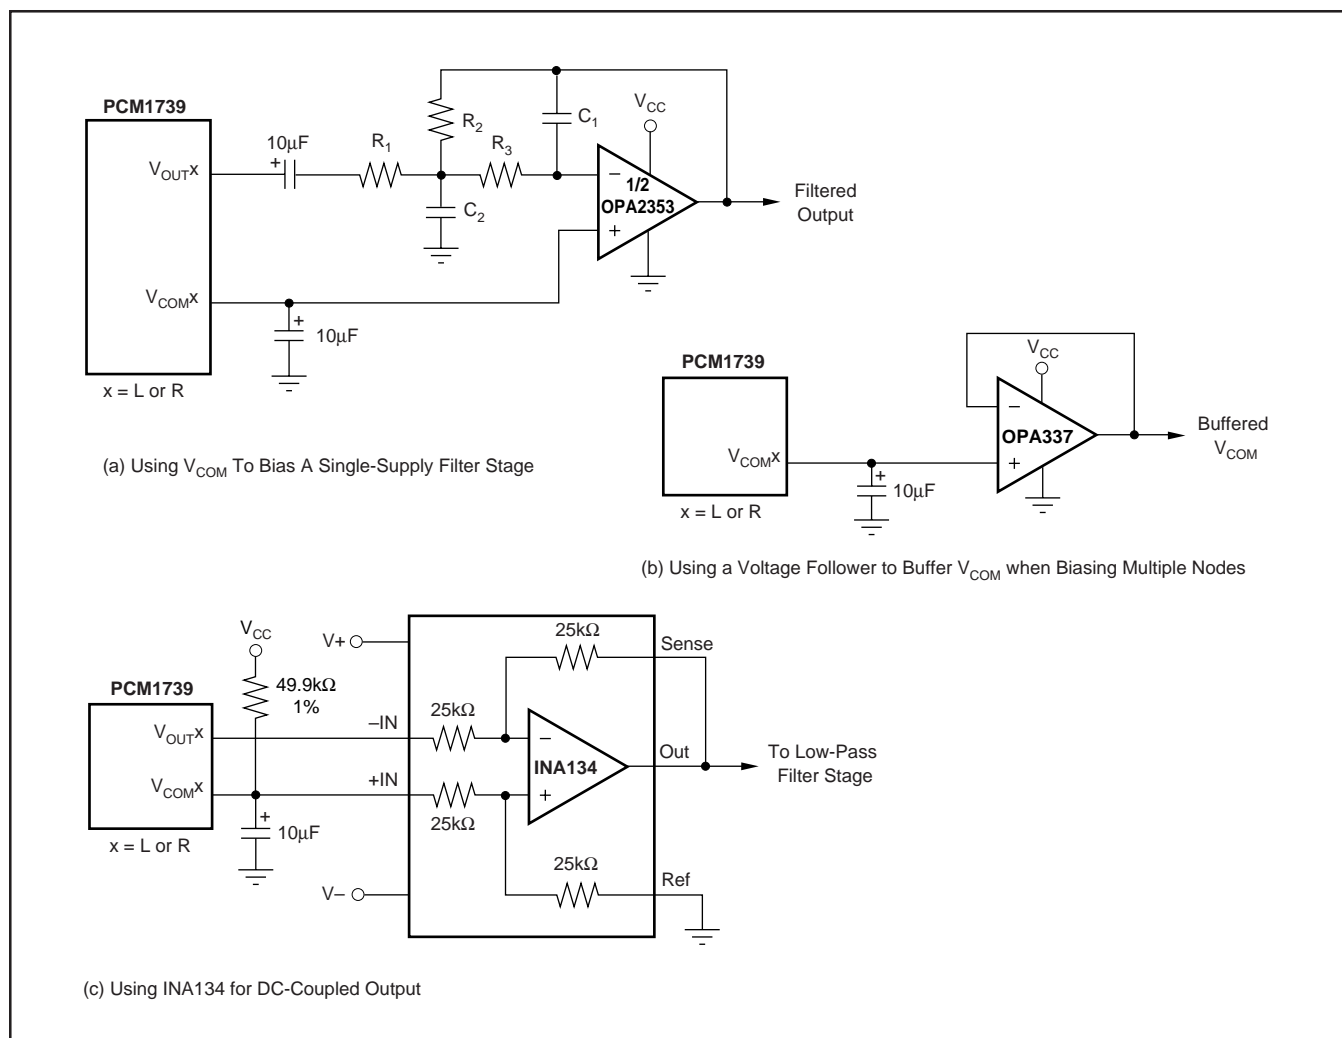 PCM1739
V_OUTx
V_COMx
x = L or R
10μF
+
R1
R2
R3
C1
C2
VCC
−
1/2
OPA2353
+
Filtered
Output
+
10μF
(a) Using VCOM To Bias A Single-Supply Filter Stage
PCM1739
VCOMx
x = L or R
+
10μF
VCC
−
OPA337
+
Buffered
VCOM
(b) Using a Voltage Follower to Buffer VCOM when Biasing Multiple Nodes
VCC
49.9kΩ
1%
PCM1739
VOUTx
VCOMx
x = L or R
+
10μF
V+
–IN
+IN
V–
25kΩ
25kΩ
25kΩ
25kΩ
−
INA134
+
Sense
Out
Ref
To Low-Pass
Filter Stage
(c) Using INA134 for DC-Coupled Output